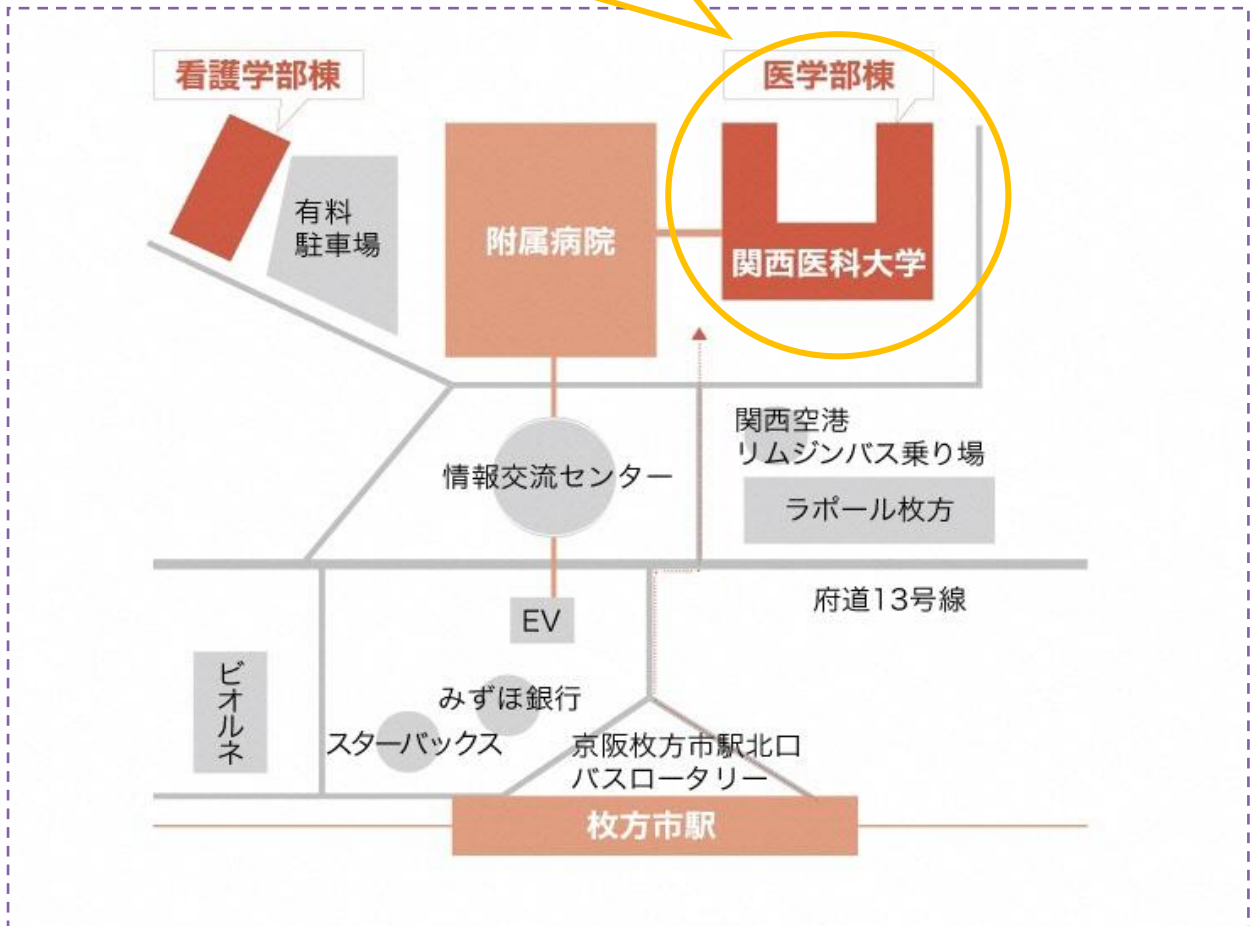 看護学部棟
医学部棟
有料
駐車場
附属病院
関西医科大学
関西空港
リムジンバス乗り場
情報交流センター
ラポール枚方
府道13号線
EV
ビオルネ
みずほ銀行
スターバックス
京阪枚方市駅北口
バスロータリー
枚方市駅